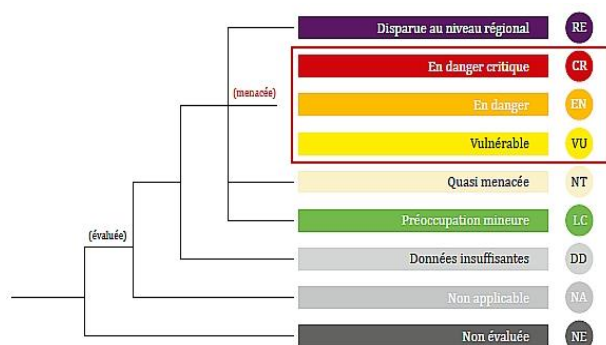 Disparue au niveau régional RE
En danger critique CR
(menacée) En danger EN
Vulnérable VU
Quasi menacée NT
Préoccupation mineure LC
(évaluée)
Données insuffisantes DD
Non applicable NA
Non évaluée NE